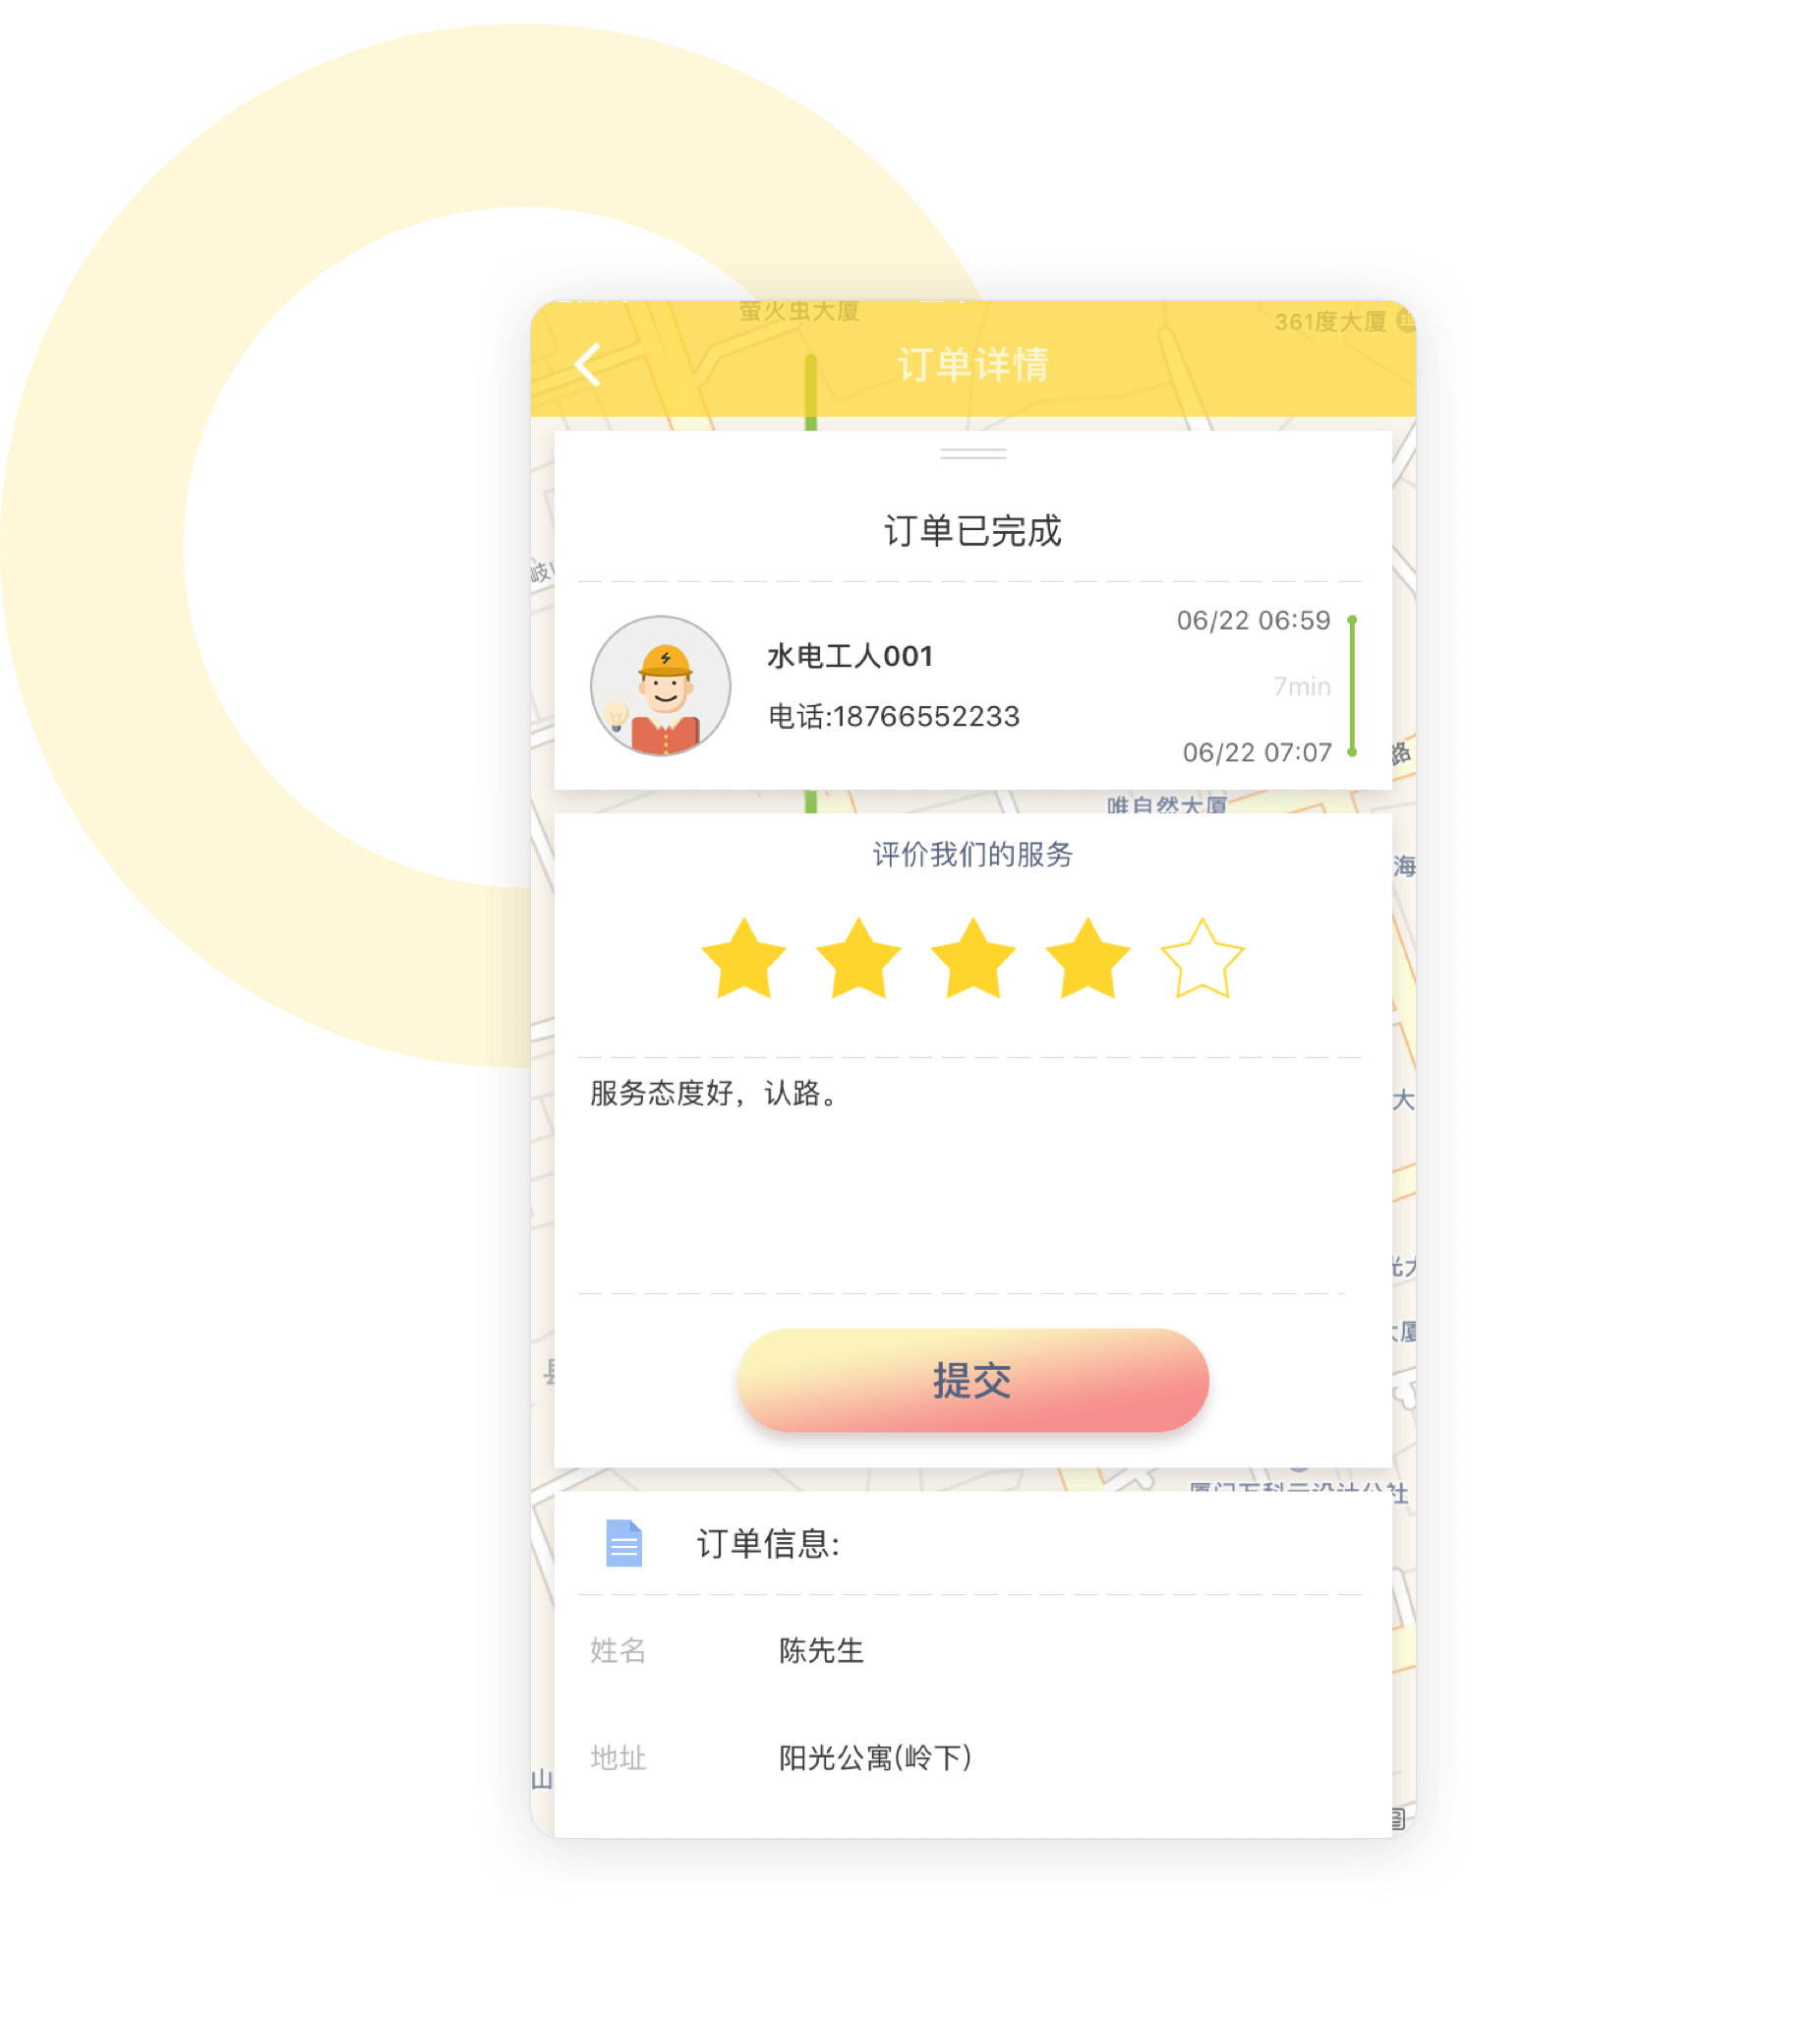 萤火虫大厦
361度大厦
订单详情
订单已完成
水电工人001
电话:18766552233
06/22 06:59
7min
06/22 07:07
路
唯自然大厦
评价我们的服务
海
服务态度好，认路。
大
提交
订单信息:
姓名 陈先生
地址 阳光公寓(岭下)
山